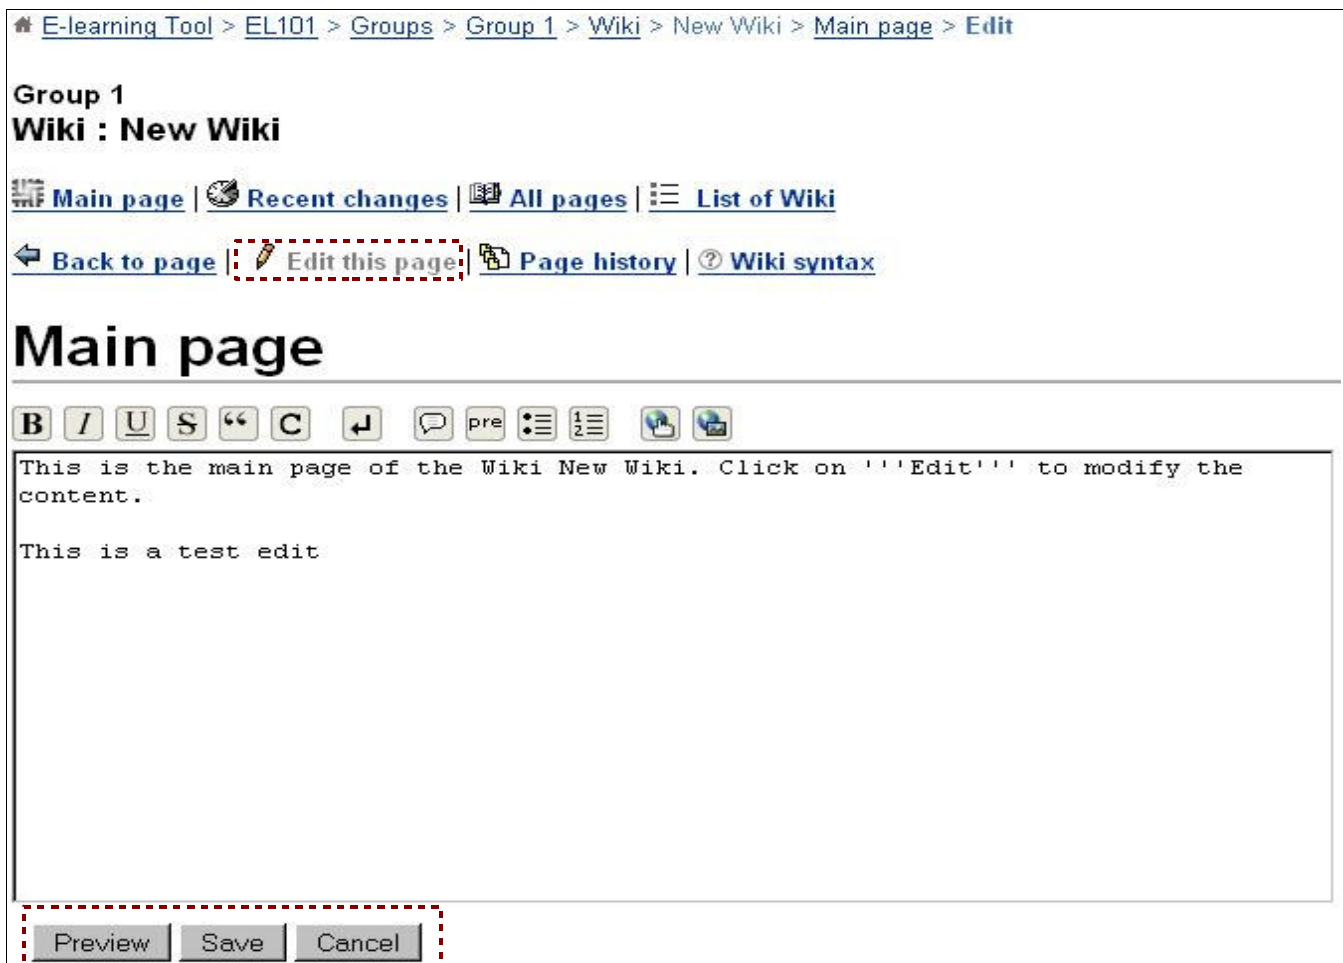 E-learning Tool > EL101 > Groups > Group 1 > Wiki > New Wiki > Main page > Edit
Group 1
Wiki : New Wiki
Main page | Recent changes | All pages | List of Wiki
Back to page | Edit this page | Page history | ? Wiki syntax
Main page
B I U S “ C ↵ pre 1 2
This is the main page of the Wiki New Wiki. Click on '''Edit''' to modify the
content.
This is a test edit
Preview Save Cancel